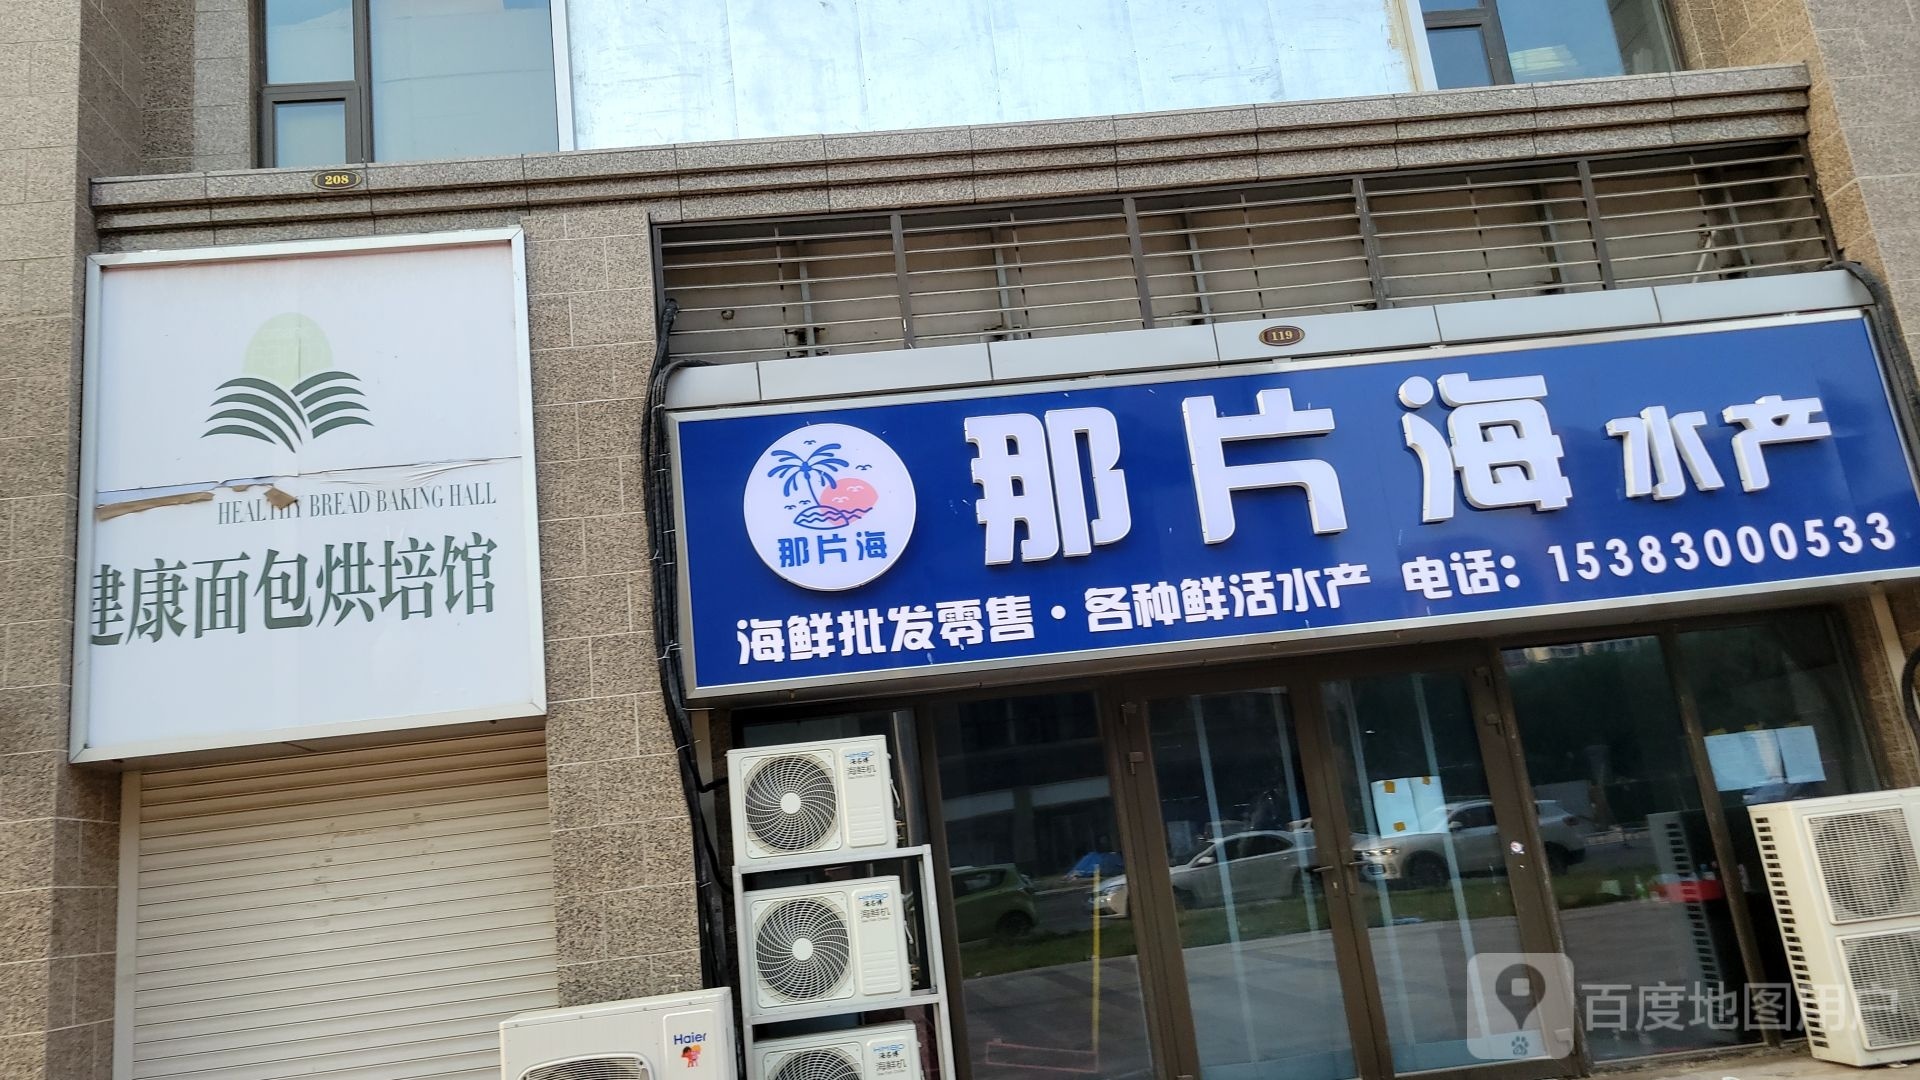 208
HEALTHY BREAD BAKING HALL
健康面包烘培馆
119
那片海
那片海 水产
海鲜批发零售·各种鲜活水产 电话:15383000533
海鲜机
海鲜机
海鲜机
Haier
百度地图用户